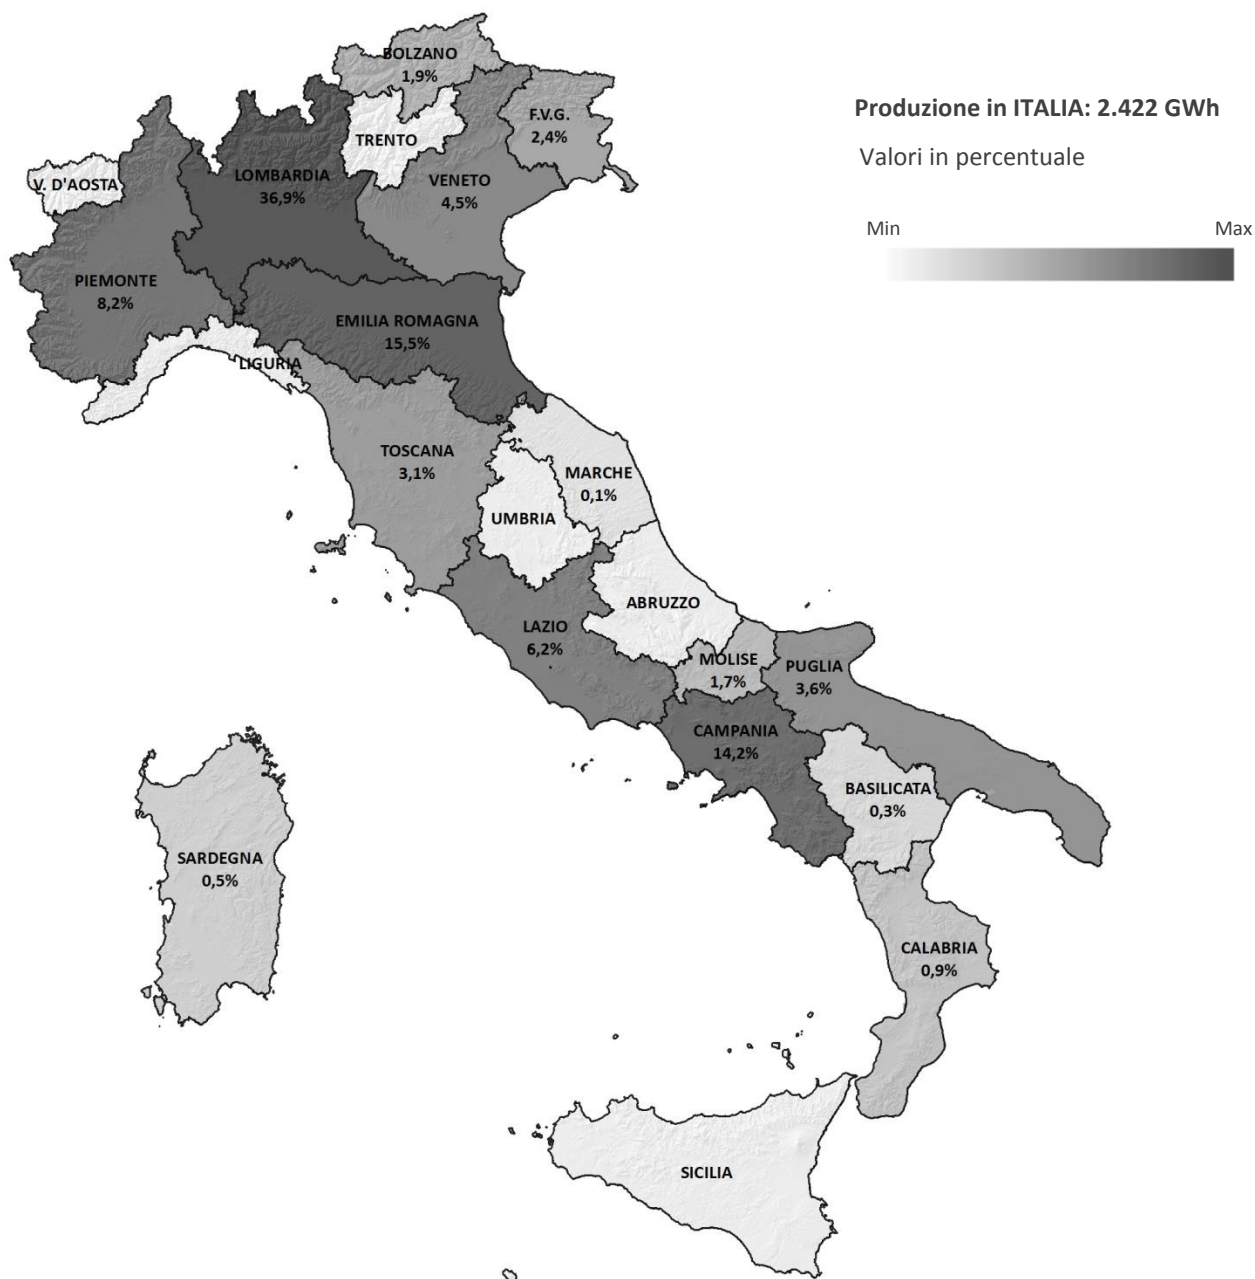 BOLZANO
1,9%
Produzione in ITALIA: 2.422 GWh
F.V.G.
2,4%
TRENTO
Valori in percentuale
V. D'AOSTA
LOMBARDIA
36,9%
VENETO
4,5%
Min
Max
PIEMONTE
8,2%
EMILIA ROMAGNA
15,5%
LIGURIA
TOSCANA
3,1%
MARCHE
0,1%
UMBRIA
ABRUZZO
LAZIO
6,2%
MOLISE
1,7%
PUGLIA
3,6%
CAMPANIA
14,2%
BASILICATA
0,3%
SARDEGNA
0,5%
CALABRIA
0,9%
SICILIA